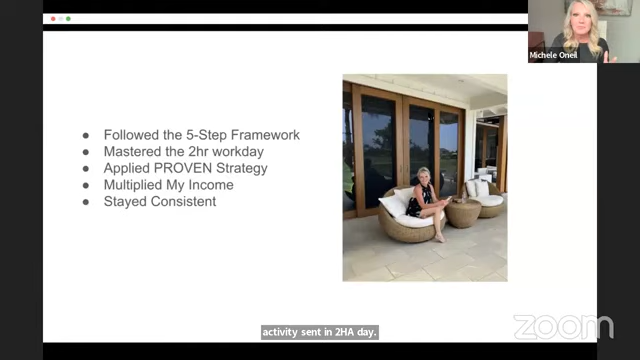 Michele Oneil
● Followed the 5-Step Framework
● Mastered the 2hr workday
● Applied PROVEN Strategy
● Multiplied My Income
● Stayed Consistent
activity sent in 2HA day.
zoom